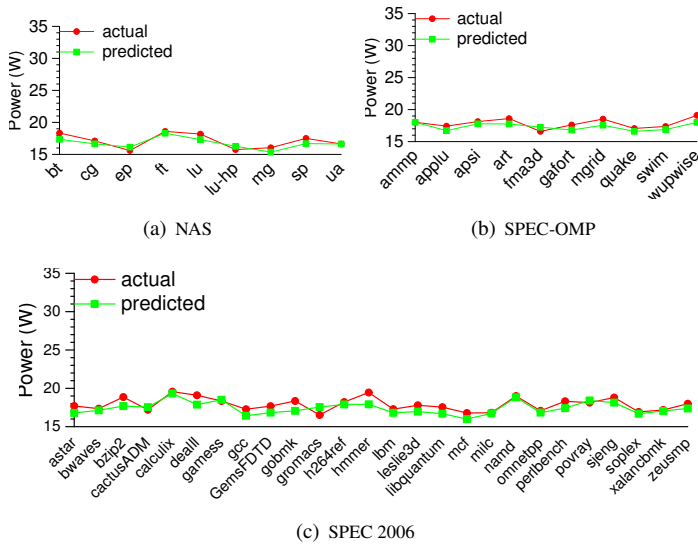 35
30
25
20
15
Power (W)
actual
predicted
bt
cg
ep
ft
lu
lu-hp
mg
sp
ua
(a) NAS
35
30
25
20
15
Power (W)
actual
predicted
ammp
applu
apsi
art
fma3d
gafort
mgrid
quake
swim
wupwise
(b) SPEC-OMP
35
30
25
20
15
Power (W)
actual
predicted
astar
bwaves
bzip2
cactusADM
calculix
dealII
gamess
gcc
GemsFDTD
gobmk
gromacs
h264ref
hmmer
lbm
leslie3d
libquantum
mcf
milc
namd
omnetpp
perlbench
povray
sjeng
soplex
xalancbmk
zeusmp
(c) SPEC 2006